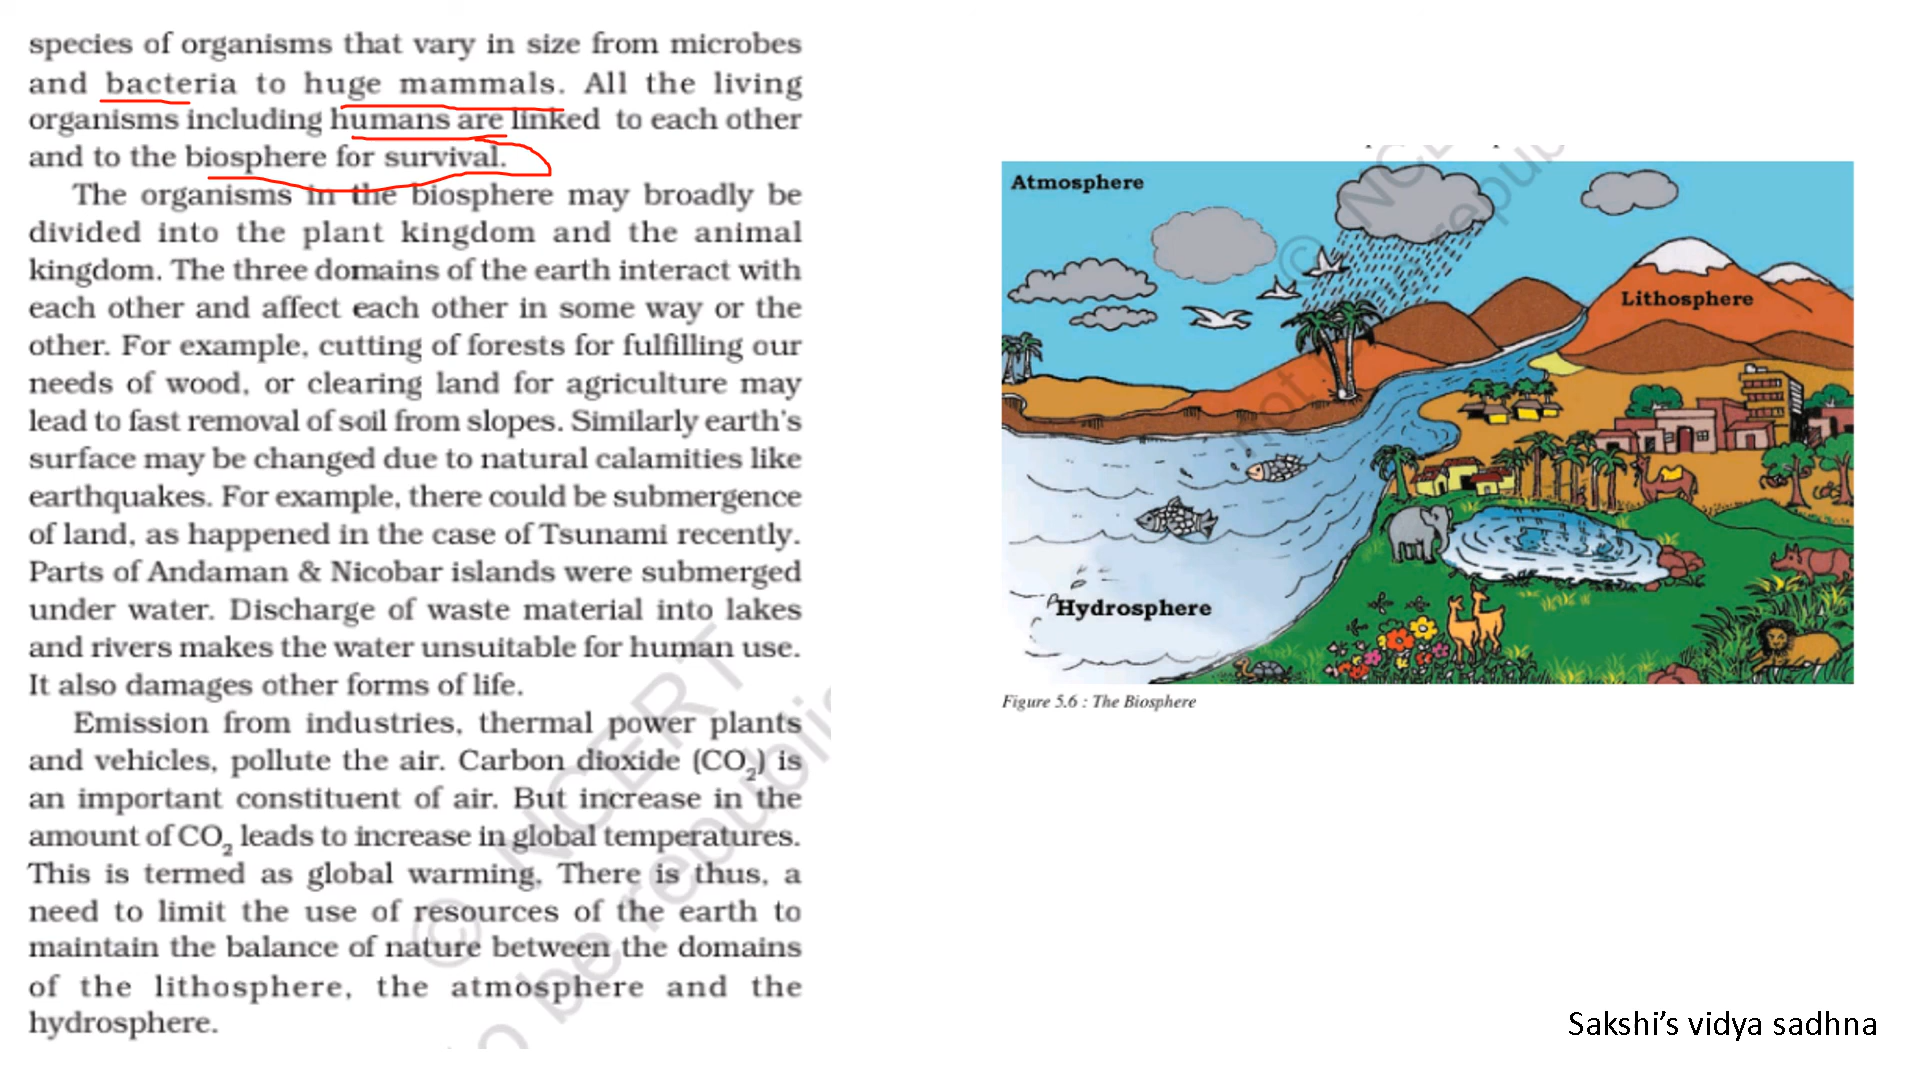 species of organisms that vary in size from microbes
and bacteria to huge mammals. All the living
organisms including humans are linked to each other
and to the biosphere for survival.
The organisms in the biosphere may broadly be
divided into the plant kingdom and the animal
kingdom. The three domains of the earth interact with
each other and affect each other in some way or the
other. For example, cutting of forests for fulfilling our
needs of wood, or clearing land for agriculture may
lead to fast removal of soil from slopes. Similarly earth's
surface may be changed due to natural calamities like
earthquakes. For example, there could be submergence
of land, as happened in the case of Tsunami recently.
Parts of Andaman & Nicobar islands were submerged
under water. Discharge of waste material into lakes
and rivers makes the water unsuitable for human use.
It also damages other forms of life.
Emission from industries, thermal power plants
and vehicles, pollute the air. Carbon dioxide (CO₂) is
an important constituent of air. But increase in the
amount of CO₂ leads to increase in global temperatures.
This is termed as global warming. There is thus, a
need to limit the use of resources of the earth to
maintain the balance of nature between the domains
of the lithosphere, the atmosphere and the
hydrosphere.
© NCERT
be republi
Atmosphere
Lithosphere
Hydrosphere
Figure 5.6 : The Biosphere
Sakshi's vidya sadhna